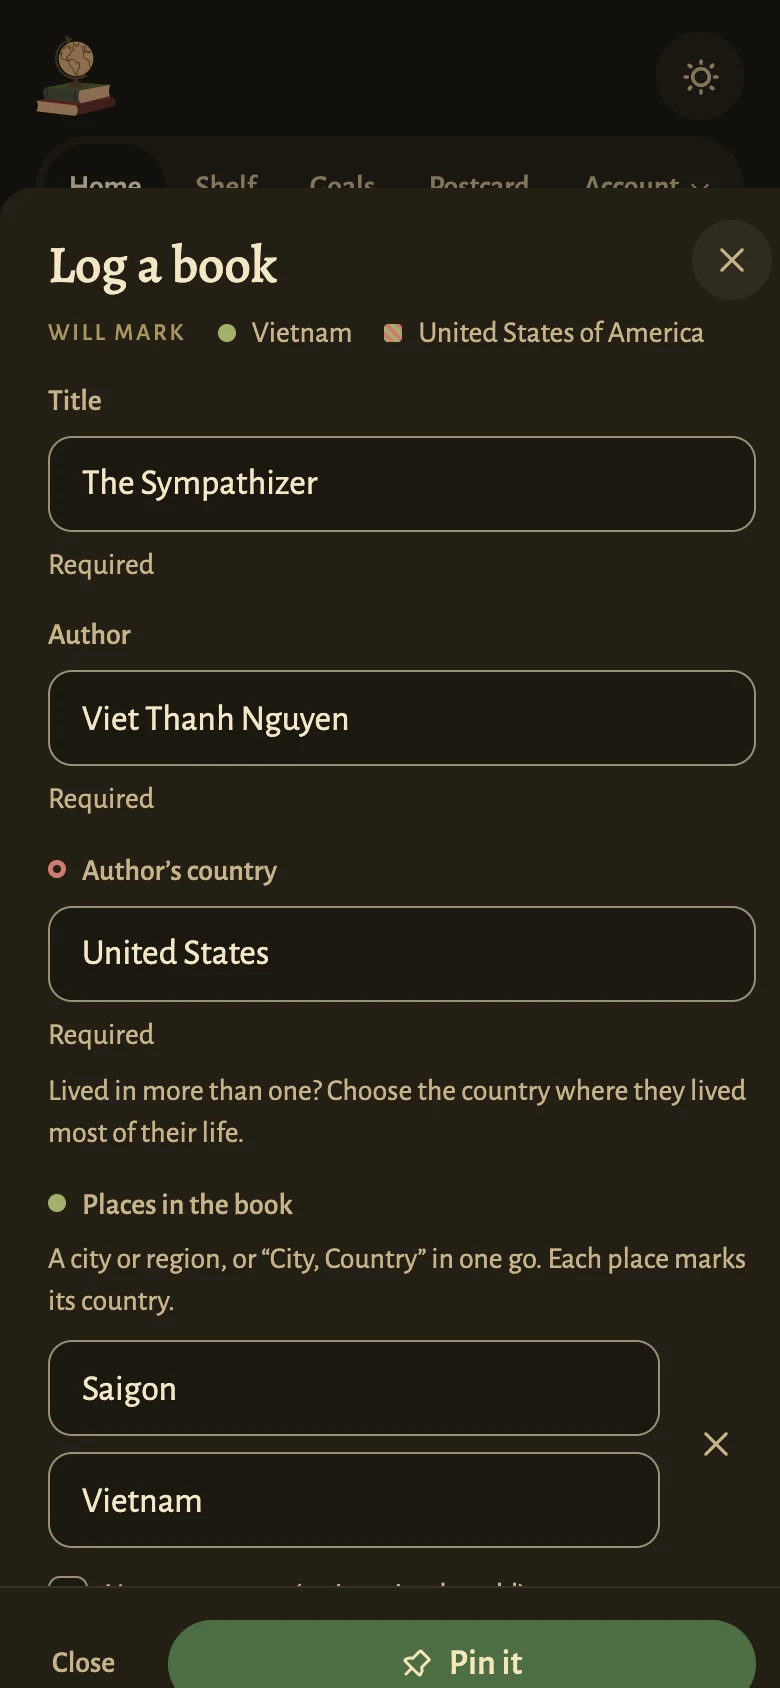 Home Shelf Goals Postcard Account
Log a book
WILL MARK Vietnam United States of America
Title
The Sympathizer
Required
Author
Viet Thanh Nguyen
Required
Author’s country
United States
Required
Lived in more than one? Choose the country where they lived
most of their life.
Places in the book
A city or region, or “City, Country” in one go. Each place marks
its country.
Saigon
Vietnam
Close Pin it